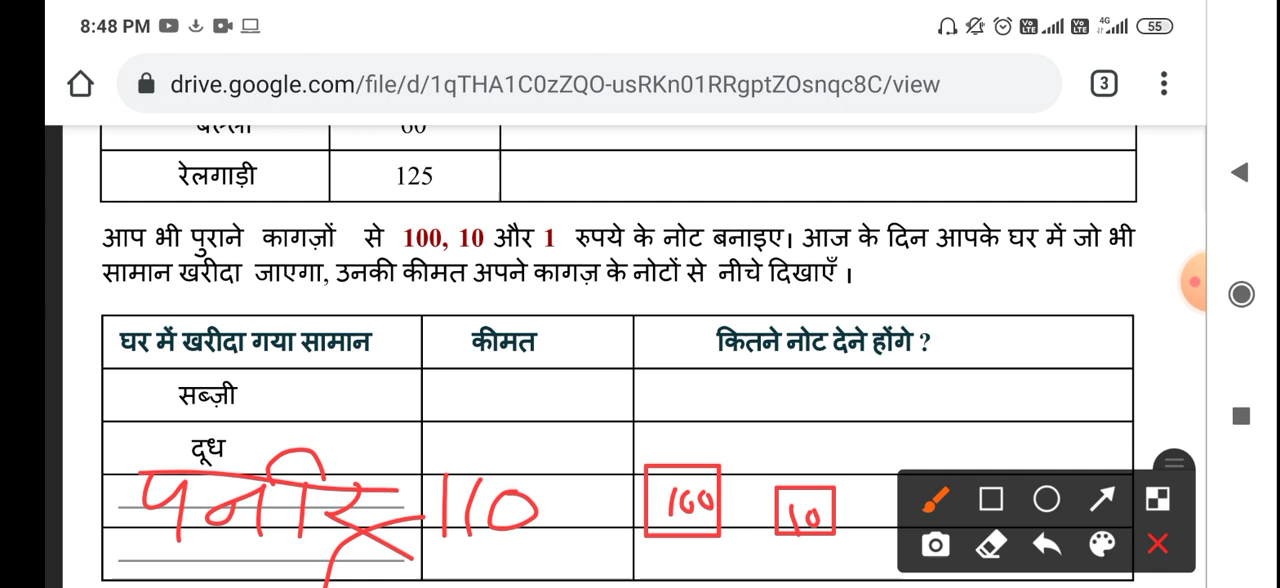 8:48 PM
4G
55
drive.google.com/file/d/1qTHA1C0zZQO-usRKn01RRgptZOsnqc8C/view
3
रेलगाड़ी 125
आप भी पुराने कागज़ों से 100, 10 और 1 रुपये के नोट बनाइए। आज के दिन आपके घर में जो भी
सामान खरीदा जाएगा, उनकी कीमत अपने कागज़ के नोटों से नीचे दिखाएँ ।
घर में खरीदा गया सामान कीमत कितने नोट देने होंगे ?
सब्ज़ी
दूध
पनीर 110 100 10